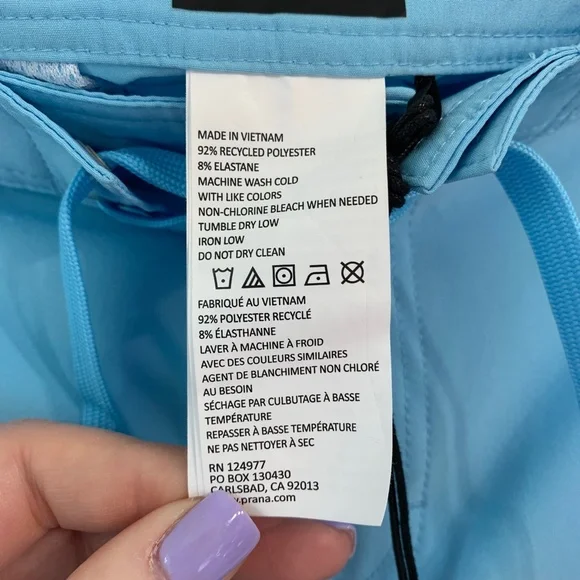 MADE IN VIETNAM
92% RECYCLED POLYESTER
8% ELASTANE
MACHINE WASH COLD
WITH LIKE COLORS
NON-CHLORINE BLEACH WHEN NEEDED
TUMBLE DRY LOW
IRON LOW
DO NOT DRY CLEAN
FABRIQUÉ AU VIETNAM
92% POLYESTER RECYCLÉ
8% ÉLASTHANNE
LAVER À MACHINE À FROID
AVEC DES COULEURS SIMILAIRES
AGENT DE BLANCHIMENT NON CHLORÉ
AU BESOIN
SÉCHAGE PAR CULBUTAGE À BASSE
TEMPÉRATURE
REPASSER À BASSE TEMPÉRATURE
NE PAS NETTOYER À SEC
RN 124977
PO BOX 130430
CARLSBAD, CA 92013
.prana.com